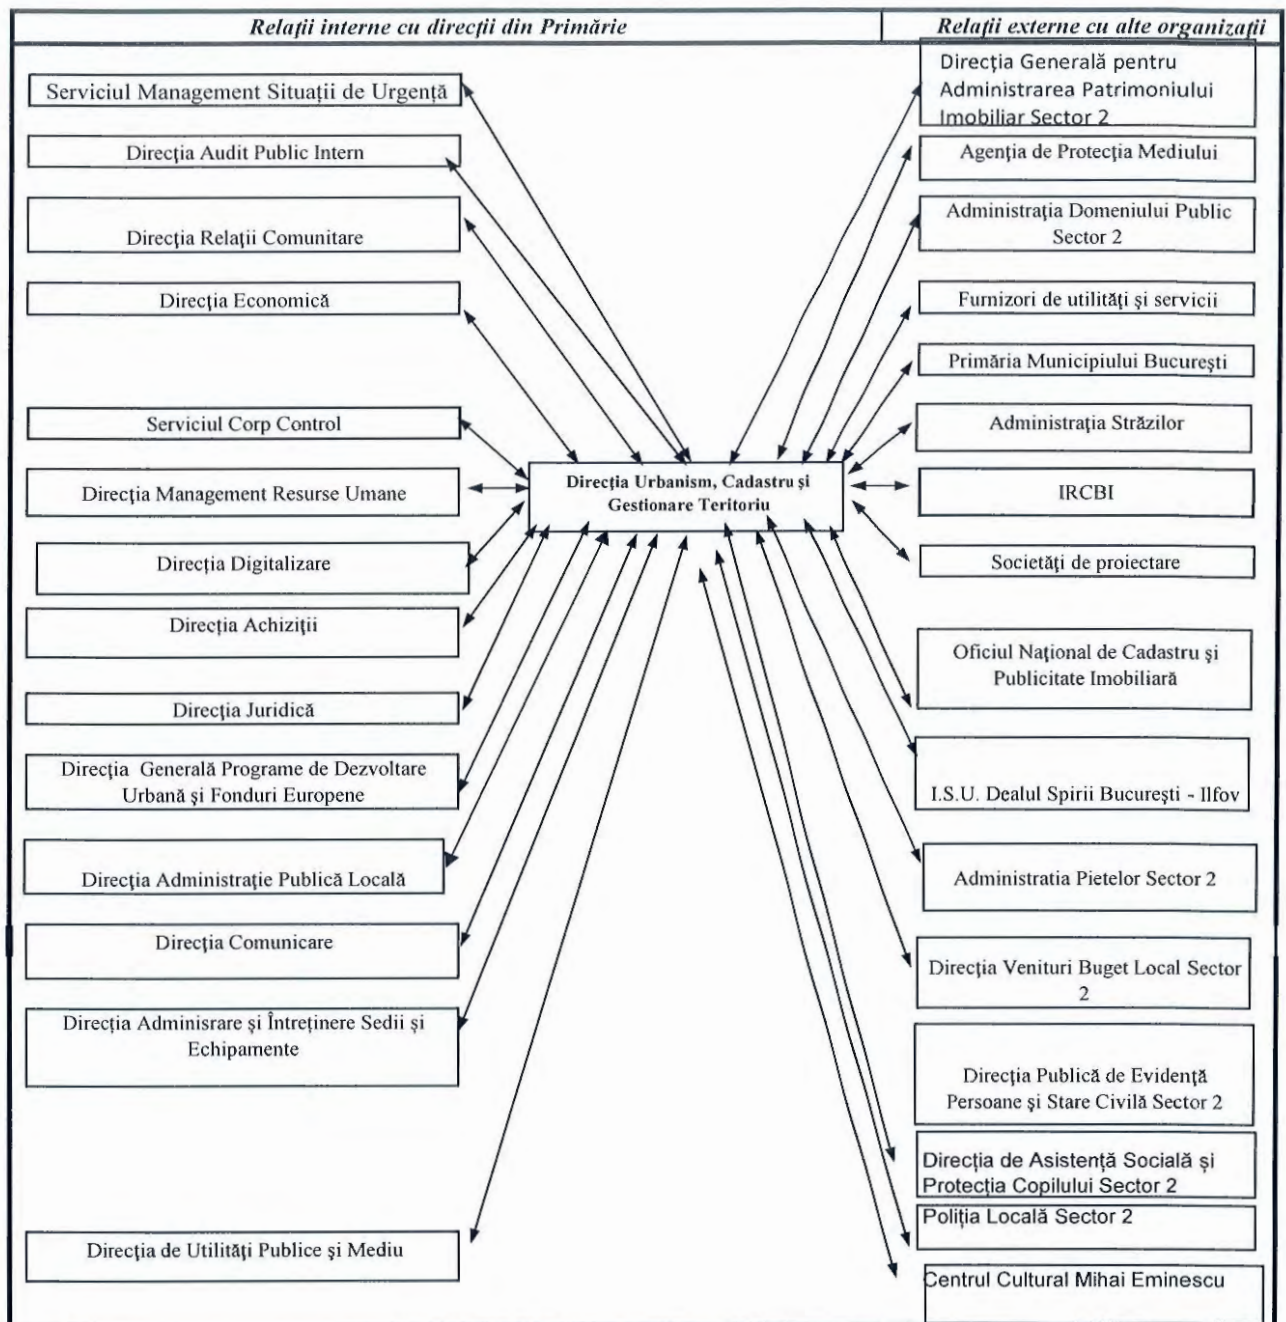 Relații interne cu direcții din Primărie
Relații externe cu alte organizații
Serviciul Management Situații de Urgență
Direcția Audit Public Intern
Direcția Relații Comunitare
Direcția Economică
Serviciul Corp Control
Direcția Management Resurse Umane
Direcția Digitalizare
Direcția Achiziții
Direcția Juridică
Direcția Generală Programe de Dezvoltare
Urbană și Fonduri Europene
Direcția Administrație Publică Locală
Direcția Comunicare
Direcția Adminisrare și Întreținere Sedii și
Echipamente
Direcția de Utilități Publice și Mediu
Direcția Urbanism, Cadastru și
Gestionare Teritoriu
Direcția Generală pentru
Administrarea Patrimoniului
Imobiliar Sector 2
Agenția de Protecția Mediului
Administrația Domeniului Public
Sector 2
Furnizori de utilități și servicii
Primăria Municipiului București
Administrația Străzilor
IRCBI
Societăți de proiectare
Oficiul Național de Cadastru și
Publicitate Imobiliară
I.S.U. Dealul Spirii București - Ilfov
Administratia Pietelor Sector 2
Direcția Venituri Buget Local Sector
2
Direcția Publică de Evidență
Persoane și Stare Civilă Sector 2
Direcția de Asistență Socială și
Protecția Copilului Sector 2
Poliția Locală Sector 2
Centrul Cultural Mihai Eminescu